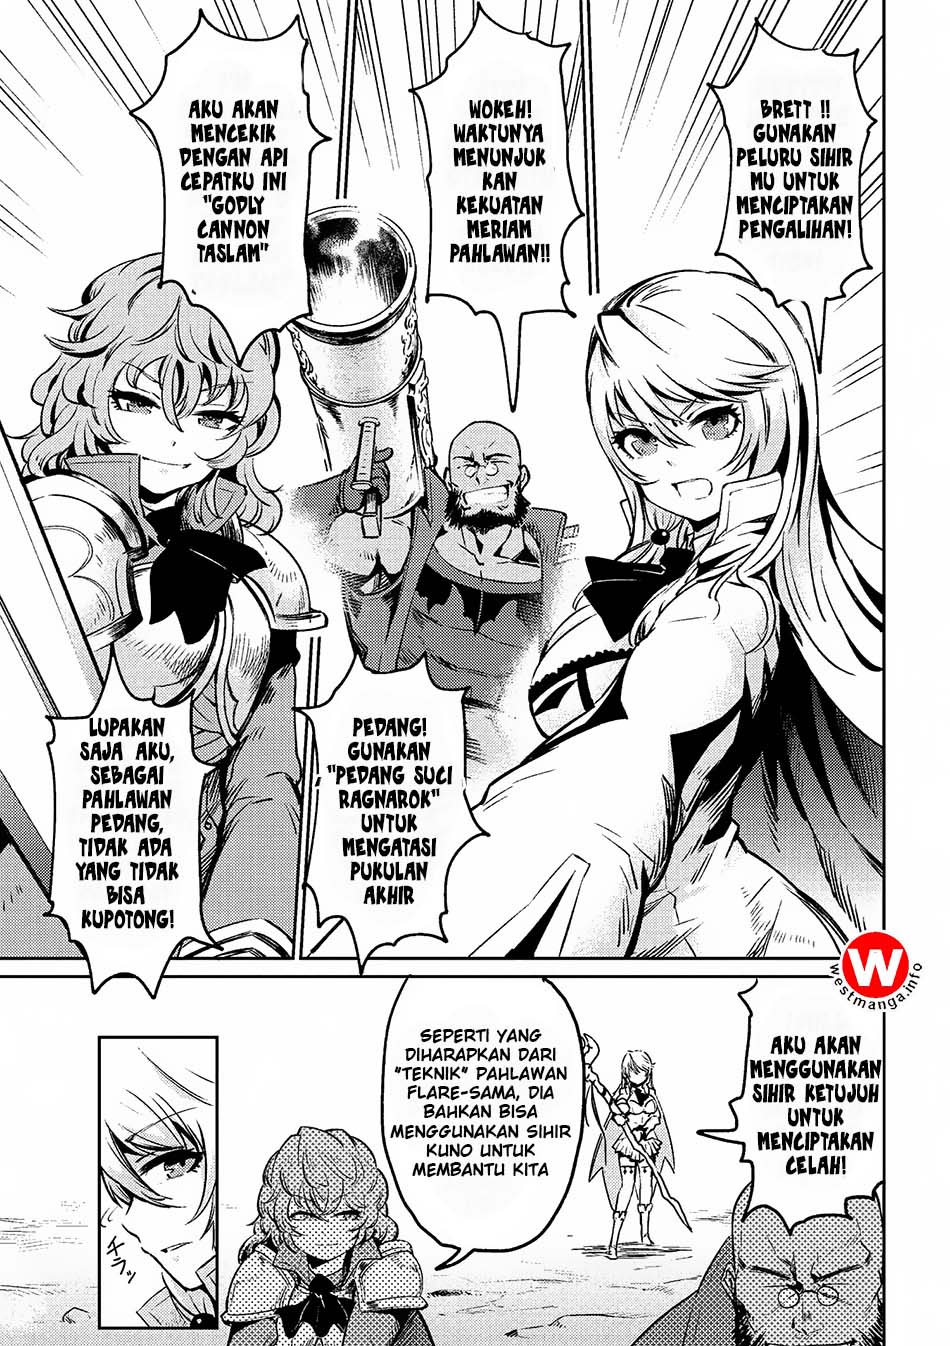 BRETT !!
GUNAKAN
PELURU SIHIR
MU UNTUK
MENCIPTAKAN
PENGALIHAN!
WOKEH!
WAKTUNYA
MENUNJUK
KAN
KEKUATAN
MERIAM
PAHLAWAN!!
AKU AKAN
MENCEKIK
DENGAN API
CEPATKU INI
"GODLY
CANNON
TASLAM"
PEDANG!
GUNAKAN
"PEDANG SUCI
RAGNAROK"
UNTUK
MENGATASI
PUKULAN
AKHIR
LUPAKAN
SAJA AKU,
SEBAGAI
PAHLAWAN
PEDANG,
TIDAK ADA
YANG TIDAK
BISA
KUPOTONG!
W
westmanga.info
AKU AKAN
MENGGUNAKAN
SIHIR KETUJUH
UNTUK
MENCIPTAKAN
CELAH!
SEPERTI YANG
DIHARAPKAN DARI
"TEKNIK" PAHLAWAN
FLARE-SAMA, DIA
BAHKAN BISA
MENGGUNAKAN SIHIR
KUNO UNTUK
MEMBANTU KITA
チラッ